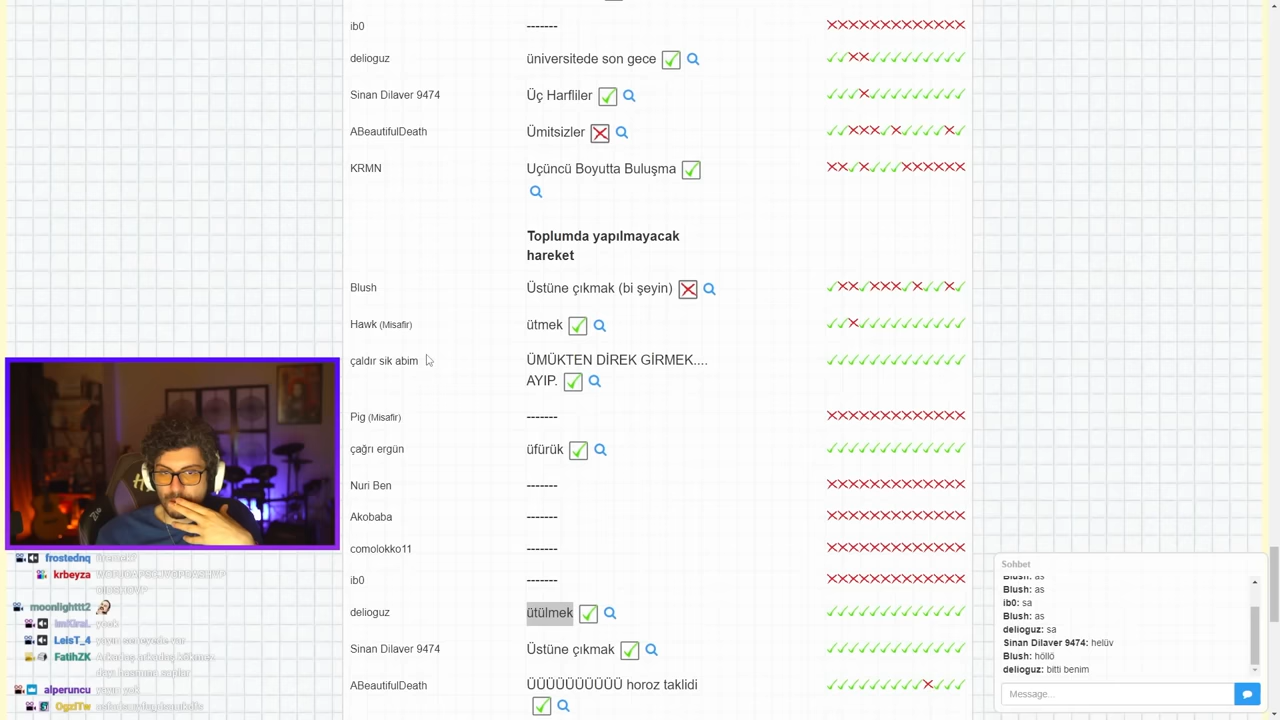 ib0 -------
delioguz üniversitede son gece
Sinan Dilaver 9474 Üç Harfliler
ABeautifulDeath Ümitsizler
KRMN Uçüncü Boyutta Buluşma
Toplumda yapılmayacak
hareket
Blush Üstüne çıkmak (bi şeyin)
Hawk (Misafir) ütmek
çaldır sik abim ÜMÜKTEN DİREK GİRMEK....
AYIP.
Pig (Misafir) -------
çağrı ergün üfürük
Nuri Ben -------
Akobaba -------
comolokko11 -------
ib0 -------
delioguz ütülmek
Sinan Dilaver 9474 Üstüne çıkmak
ABeautifulDeath ÜÜÜÜÜÜÜÜÜÜ horoz taklidi
frostednq
krbeyza
moonlighttt2
LeisT_4
FatihZK
alperuncu
OgziTw
Sohbet
Blush: as
Blush: as
ib0: sa
Blush: as
delioguz: sa
Sinan Dilaver 9474: helüv
Blush: höllö
delioguz: bitti benim
Message...